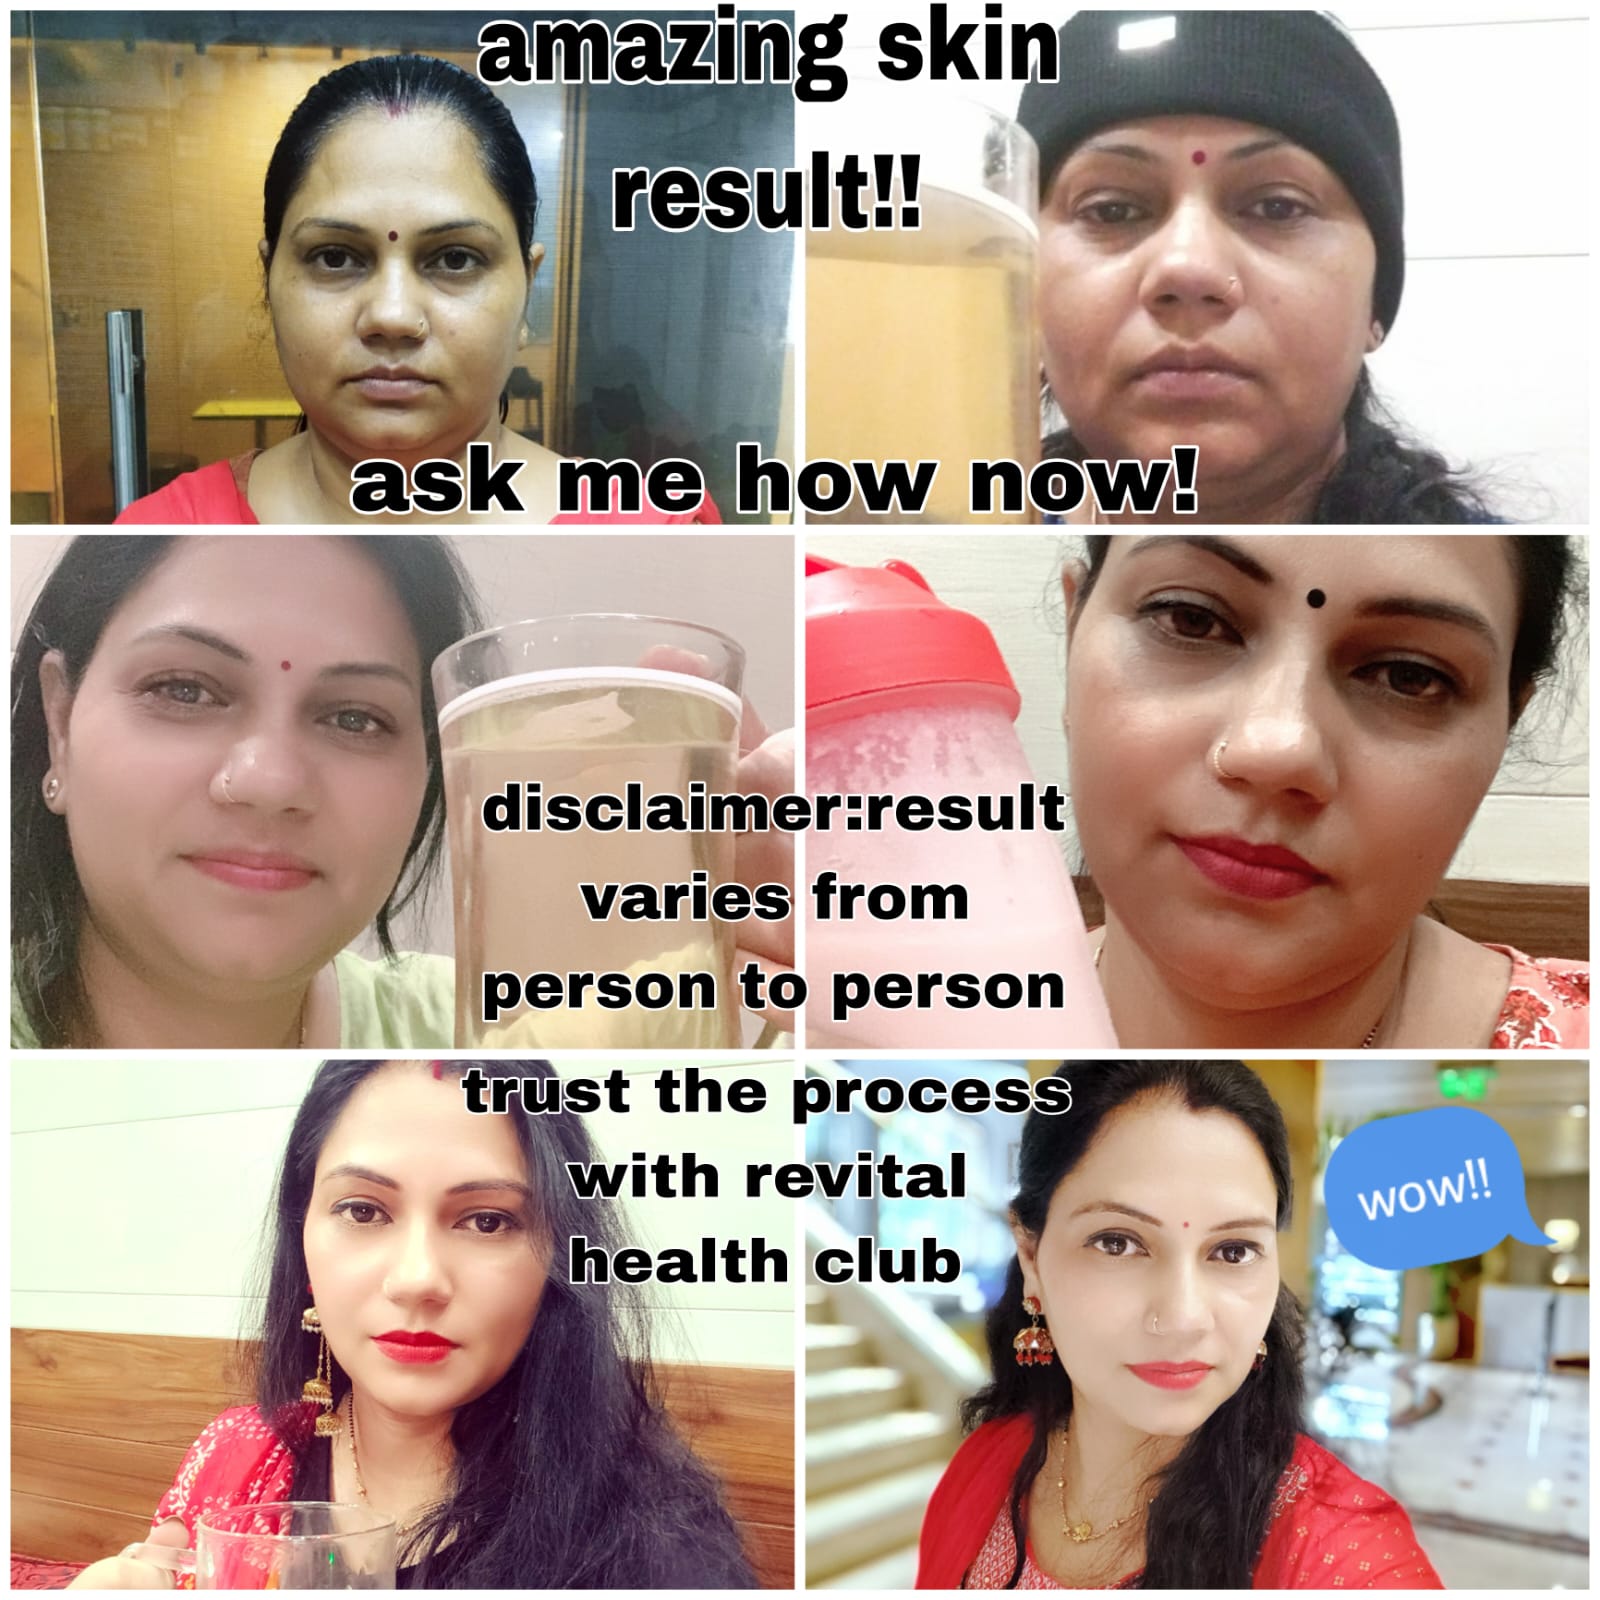 amazing skin
result!!
ask me how now!
disclaimer:result
varies from
person to person
trust the process
with revital
health club
wow!!